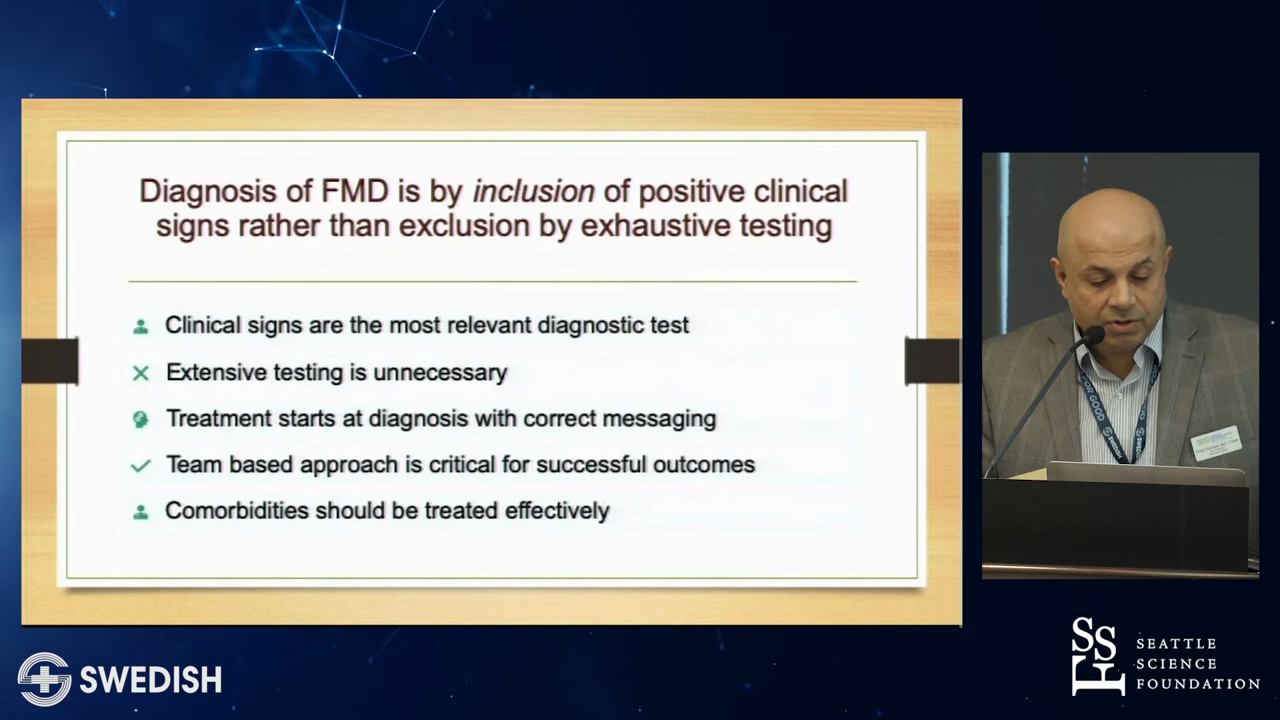 Diagnosis of FMD is by inclusion of positive clinical
signs rather than exclusion by exhaustive testing
Clinical signs are the most relevant diagnostic test
Extensive testing is unnecessary
Treatment starts at diagnosis with correct messaging
Team based approach is critical for successful outcomes
Comorbidities should be treated effectively
SWEDISH
SSF
SEATTLE
SCIENCE
FOUNDATION